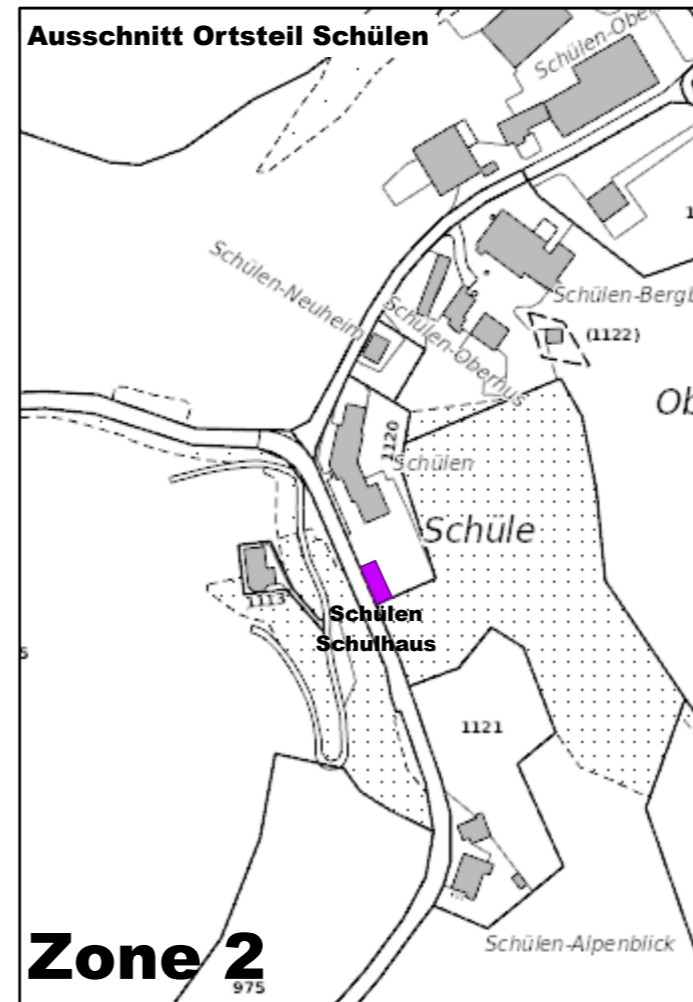 Ausschnitt Ortsteil Schülen
Schülen-Ober
Schülen-Neuheim
Schülen-Oberhus
Schülen-Bergb
(1122)
Ob
1120
Schülen
Schüle
1113
Schülen
Schulhaus
1121
Schülen-Alpenblick
Zone 2
975